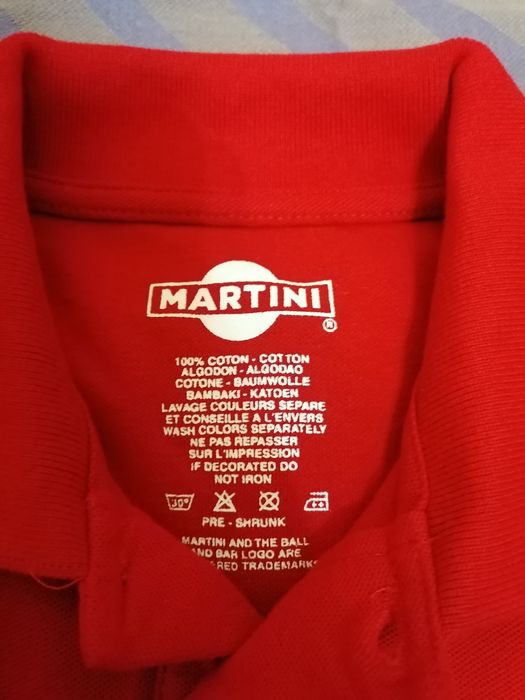 MARTINI
®
100% COTON - COTTON
ALGODON - ALGODAO
COTONE - BAUMWOLLE
BAMBAKI - KATOEN
LAVAGE COULEURS SEPARE
ET CONSEILLE A L'ENVERS
WASH COLORS SEPARATELY
NE PAS REPASSER
SUR L'IMPRESSION
IF DECORATED DO
NOT IRON
30°
PRE - SHRUNK
MARTINI AND THE BALL
AND BAR LOGO ARE
TRADEMARK